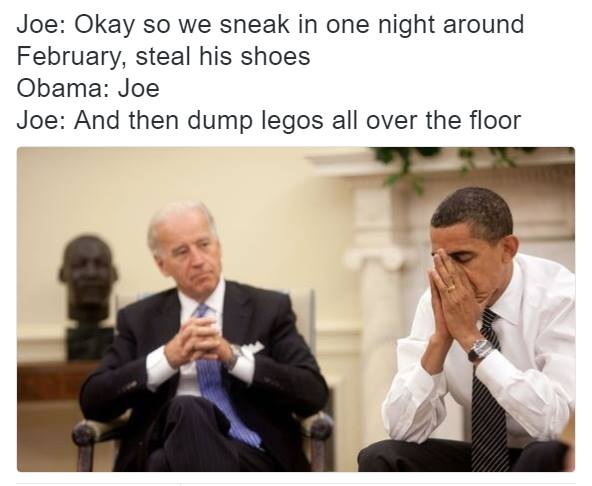 Joe: Okay so we sneak in one night around
February, steal his shoes
Obama: Joe
Joe: And then dump legos all over the floor